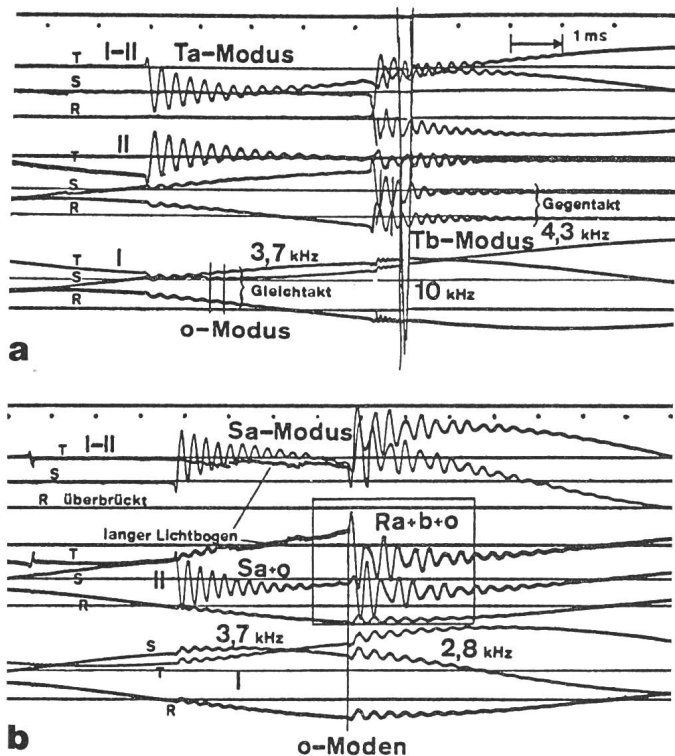 1 ms
T I-II Ta-Modus
S
R
II
T
S
R
Gegentakt
Tb-Modus 4,3 kHz
T I 3,7 kHz
S
Gleichtakt
R
10 kHz
o-Modus
a
T I-II Sa-Modus
S
R überbrückt
langer Lichtbogen
Ra+b+o
T
S
II Sa+o
R
S 3,7 kHz
2,8 kHz
T I
R
b
o-Moden